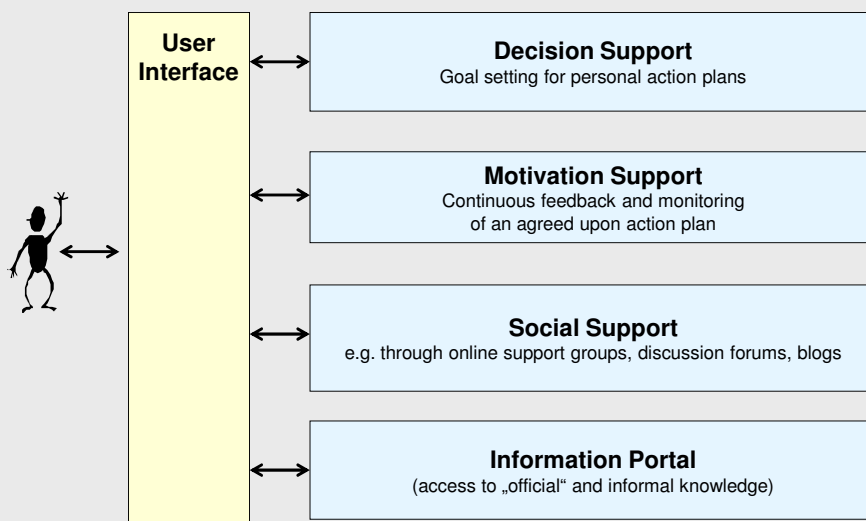 User
Interface
Decision Support
Goal setting for personal action plans
Motivation Support
Continuous feedback and monitoring
of an agreed upon action plan
Social Support
e.g. through online support groups, discussion forums, blogs
Information Portal
(access to „official“ and informal knowledge)